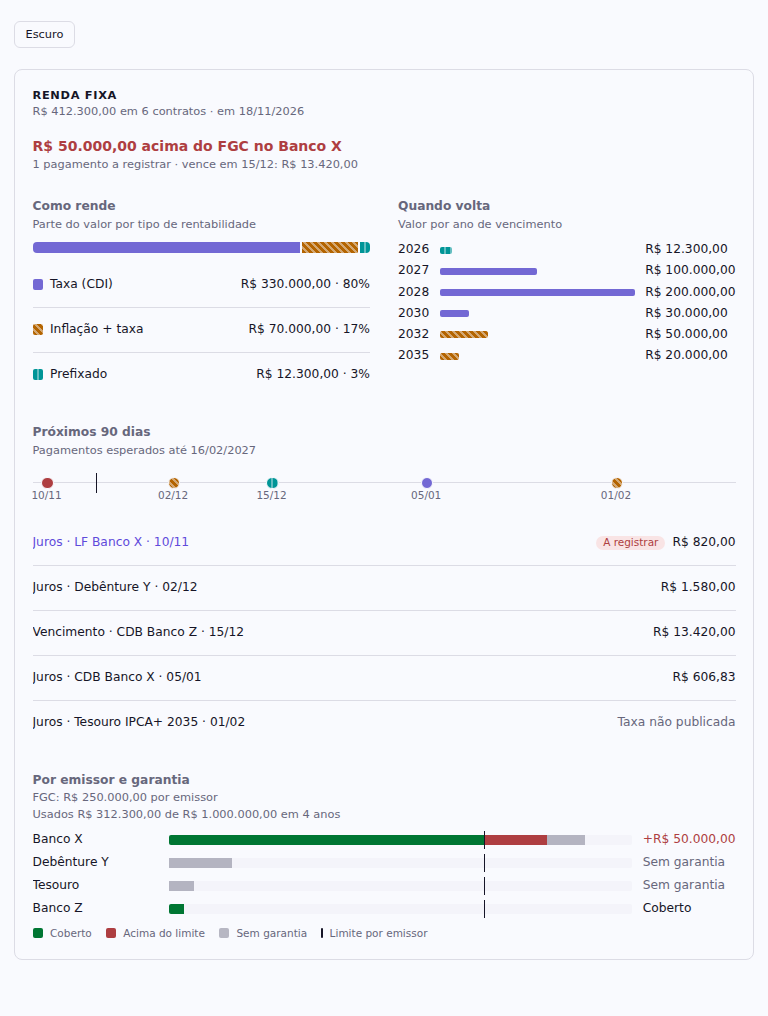 Escuro
RENDA FIXA
R$ 412.300,00 em 6 contratos · em 18/11/2026
R$ 50.000,00 acima do FGC no Banco X
1 pagamento a registrar · vence em 15/12: R$ 13.420,00
Como rende
Parte do valor por tipo de rentabilidade
Taxa (CDI) R$ 330.000,00 · 80%
Inflação + taxa R$ 70.000,00 · 17%
Prefixado R$ 12.300,00 · 3%
Quando volta
Valor por ano de vencimento
2026 R$ 12.300,00
2027 R$ 100.000,00
2028 R$ 200.000,00
2030 R$ 30.000,00
2032 R$ 50.000,00
2035 R$ 20.000,00
Próximos 90 dias
Pagamentos esperados até 16/02/2027
10/11 02/12 15/12 05/01 01/02
Juros · LF Banco X · 10/11 A registrar R$ 820,00
Juros · Debênture Y · 02/12 R$ 1.580,00
Vencimento · CDB Banco Z · 15/12 R$ 13.420,00
Juros · CDB Banco X · 05/01 R$ 606,83
Juros · Tesouro IPCA+ 2035 · 01/02 Taxa não publicada
Por emissor e garantia
FGC: R$ 250.000,00 por emissor
Usados R$ 312.300,00 de R$ 1.000.000,00 em 4 anos
Banco X +R$ 50.000,00
Debênture Y Sem garantia
Tesouro Sem garantia
Banco Z Coberto
Coberto Acima do limite Sem garantia Limite por emissor